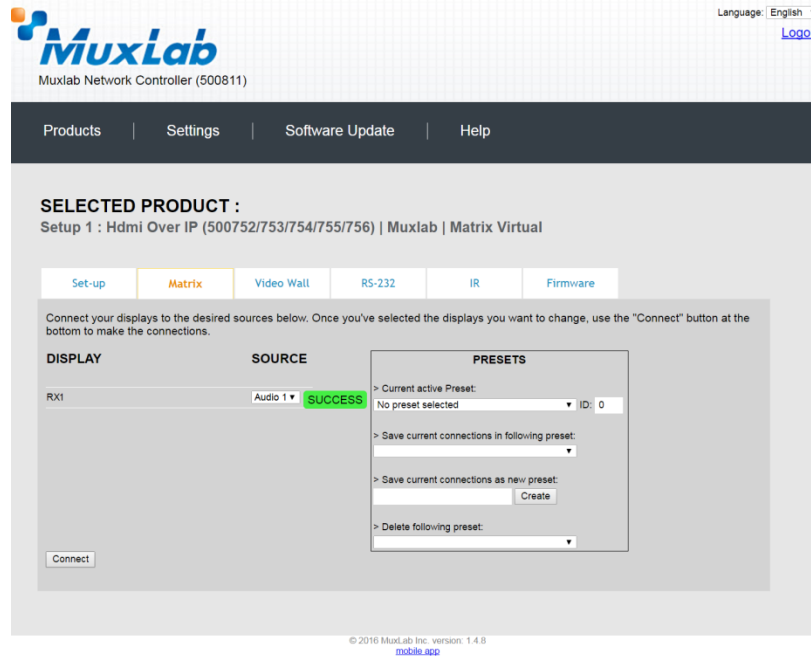 Language: English
Logo
MuxLab
Muxlab Network Controller (500811)
Products | Settings | Software Update | Help
SELECTED PRODUCT :
Setup 1 : Hdmi Over IP (500752/753/754/755/756) | Muxlab | Matrix Virtual
Set-up Matrix Video Wall RS-232 IR Firmware
Connect your displays to the desired sources below. Once you've selected the displays you want to change, use the "Connect" button at the
bottom to make the connections.
DISPLAY SOURCE PRESETS
> Current active Preset:
RX1 Audio 1 SUCCESS No preset selected ID: 0
> Save current connections in following preset:
> Save current connections as new preset:
Create
> Delete following preset:
Connect
© 2016 MuxLab Inc. version: 1.4.8
mobile app